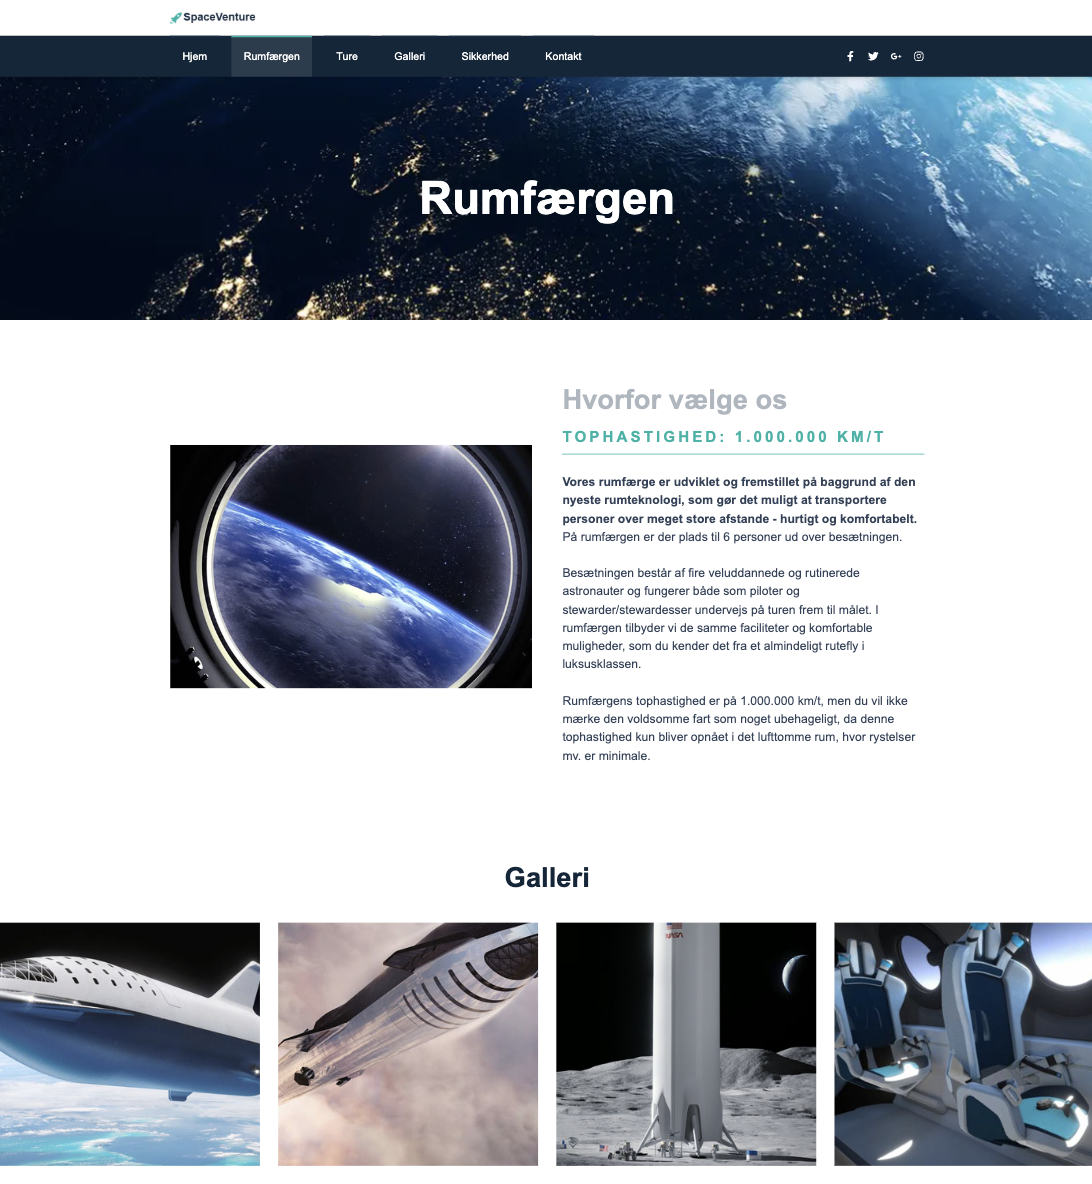 SpaceVenture
Hjem Rumfærgen Ture Galleri Sikkerhed Kontakt
Rumfærgen
Hvorfor vælge os
TOPHASTIGHED: 1.000.000 KM/T
Vores rumfærge er udviklet og fremstillet på baggrund af den
nyeste rumteknologi, som gør det muligt at transportere
personer over meget store afstande - hurtigt og komfortabelt.
På rumfærgen er der plads til 6 personer ud over besætningen.
Besætningen består af fire veluddannede og rutinerede
astronauter og fungerer både som piloter og
stewarder/stewardesser undervejs på turen frem til målet. I
rumfærgen tilbyder vi de samme faciliteter og komfortable
muligheder, som du kender det fra et almindeligt rutefly i
luksusklassen.
Rumfærgens tophastighed er på 1.000.000 km/t, men du vil ikke
mærke den voldsomme fart som noget ubehageligt, da denne
tophastighed kun bliver opnået i det lufttomme rum, hvor rystelser
mv. er minimale.
Galleri
NASA